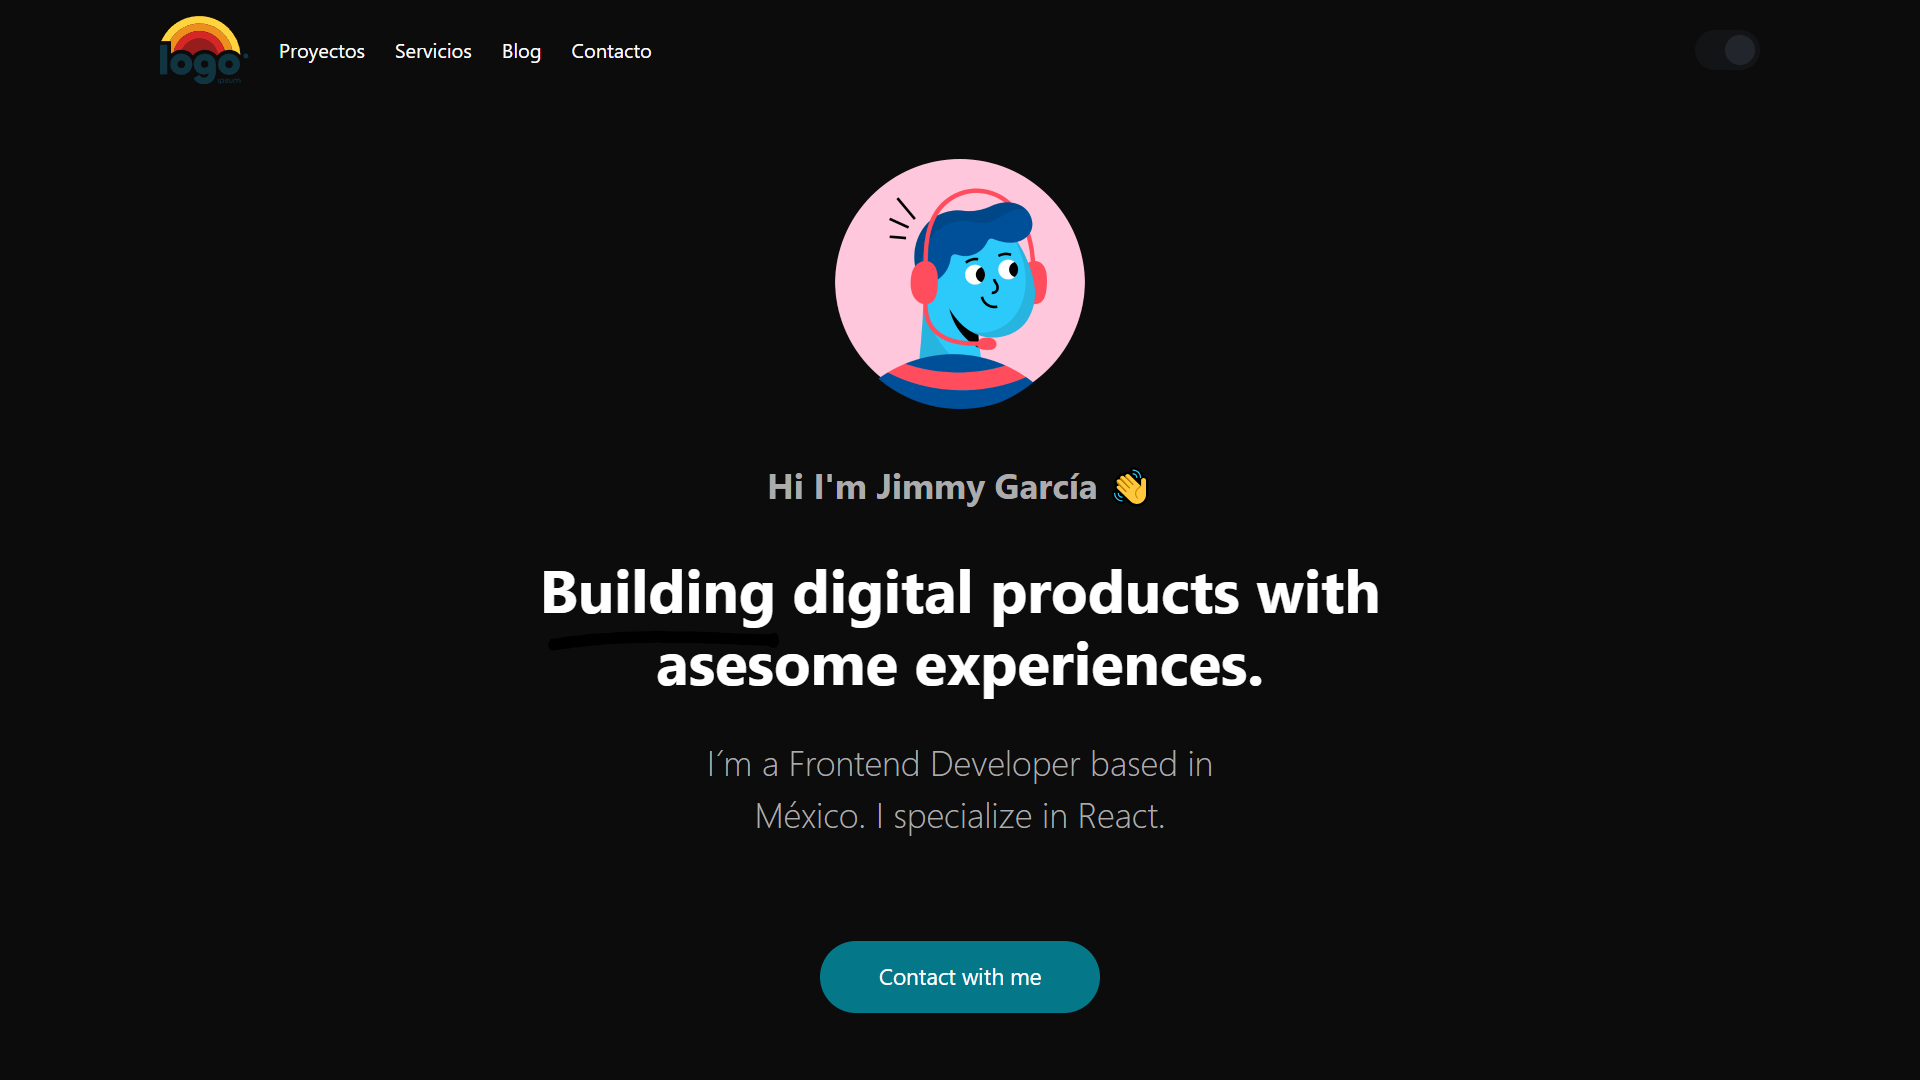 logo
ipsum
Proyectos
Servicios
Blog
Contacto
Hi I'm Jimmy García 👋
Building digital products with
asesome experiences.
I´m a Frontend Developer based in
México. I specialize in React.
Contact with me